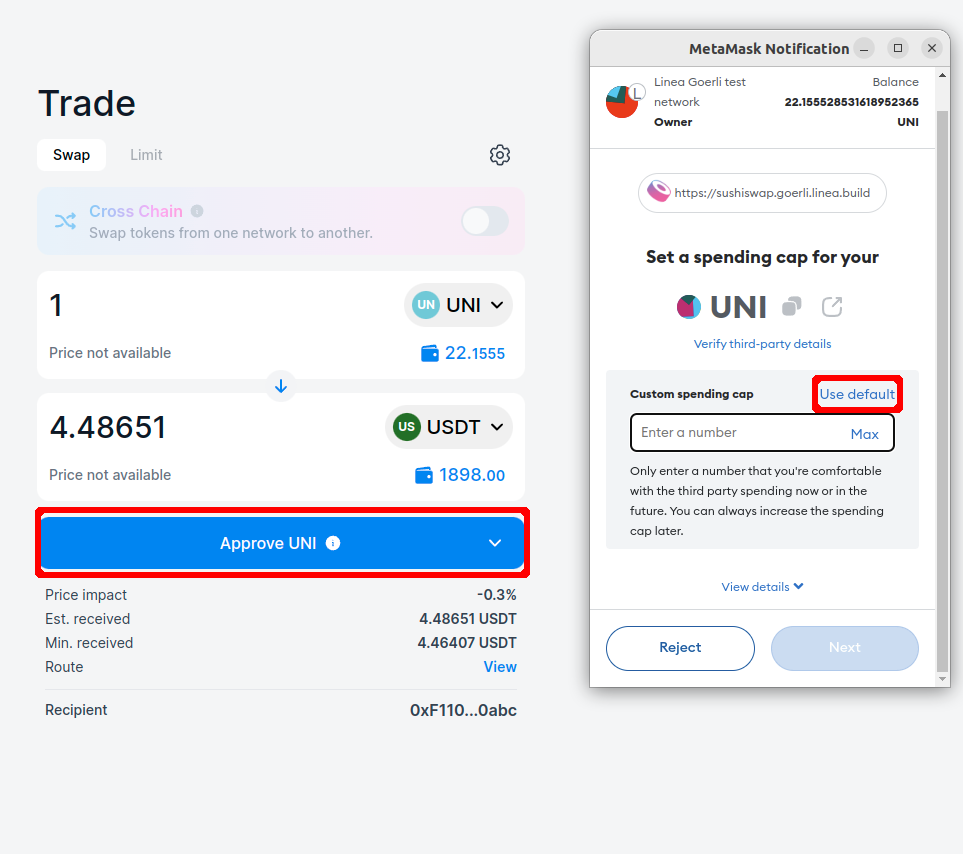 Trade
Swap
Limit
Cross Chain
Swap tokens from one network to another.
1
UN UNI
Price not available
22.1555
4.48651
US USDT
Price not available
1898.00
Approve UNI
Price impact -0.3%
Est. received 4.48651 USDT
Min. received 4.46407 USDT
Route View
Recipient 0xF110...0abc
MetaMask Notification
L
Linea Goerli test
network
Owner
Balance
22.155528531618952365
UNI
https://sushiswap.goerli.linea.build
Set a spending cap for your
UNI
Verify third-party details
Custom spending cap Use default
Enter a number Max
Only enter a number that you're comfortable
with the third party spending now or in the
future. You can always increase the spending
cap later.
View details
Reject Next